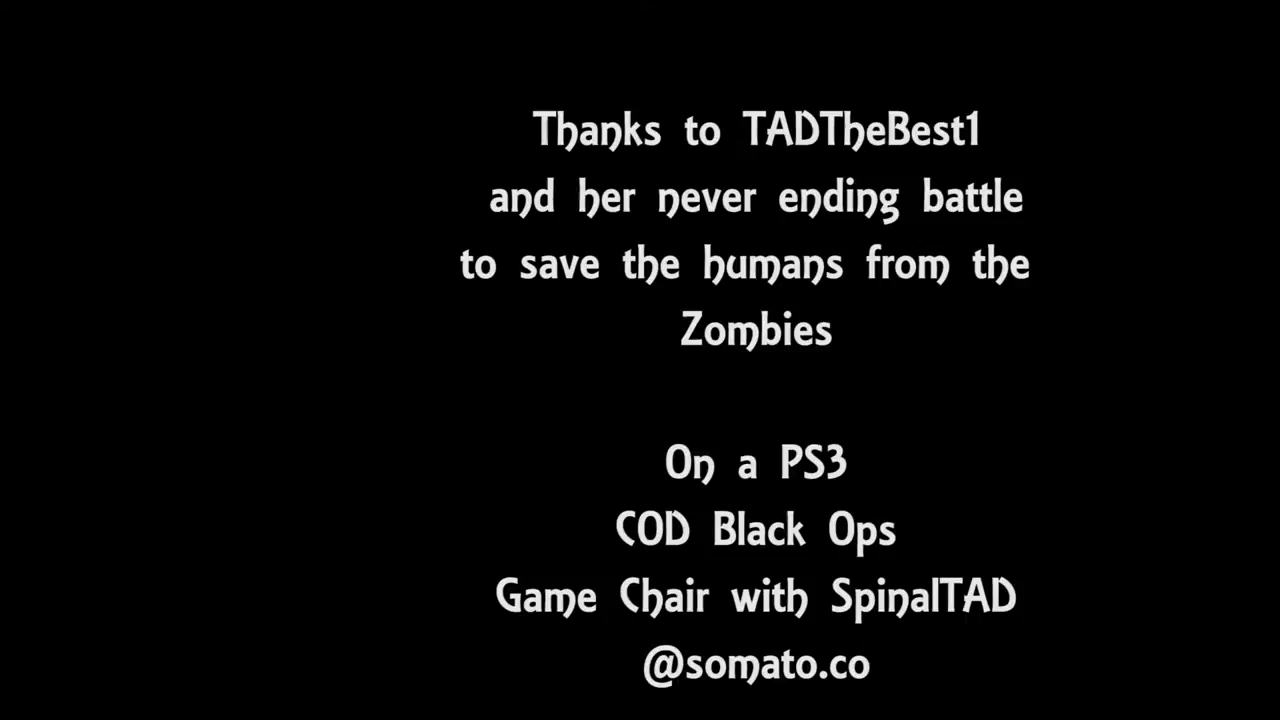 Thanks to TADTheBest1
and her never ending battle
to save the humans from the
Zombies
On a PS3
COD Black Ops
Game Chair with SpinalTAD
@somato.co